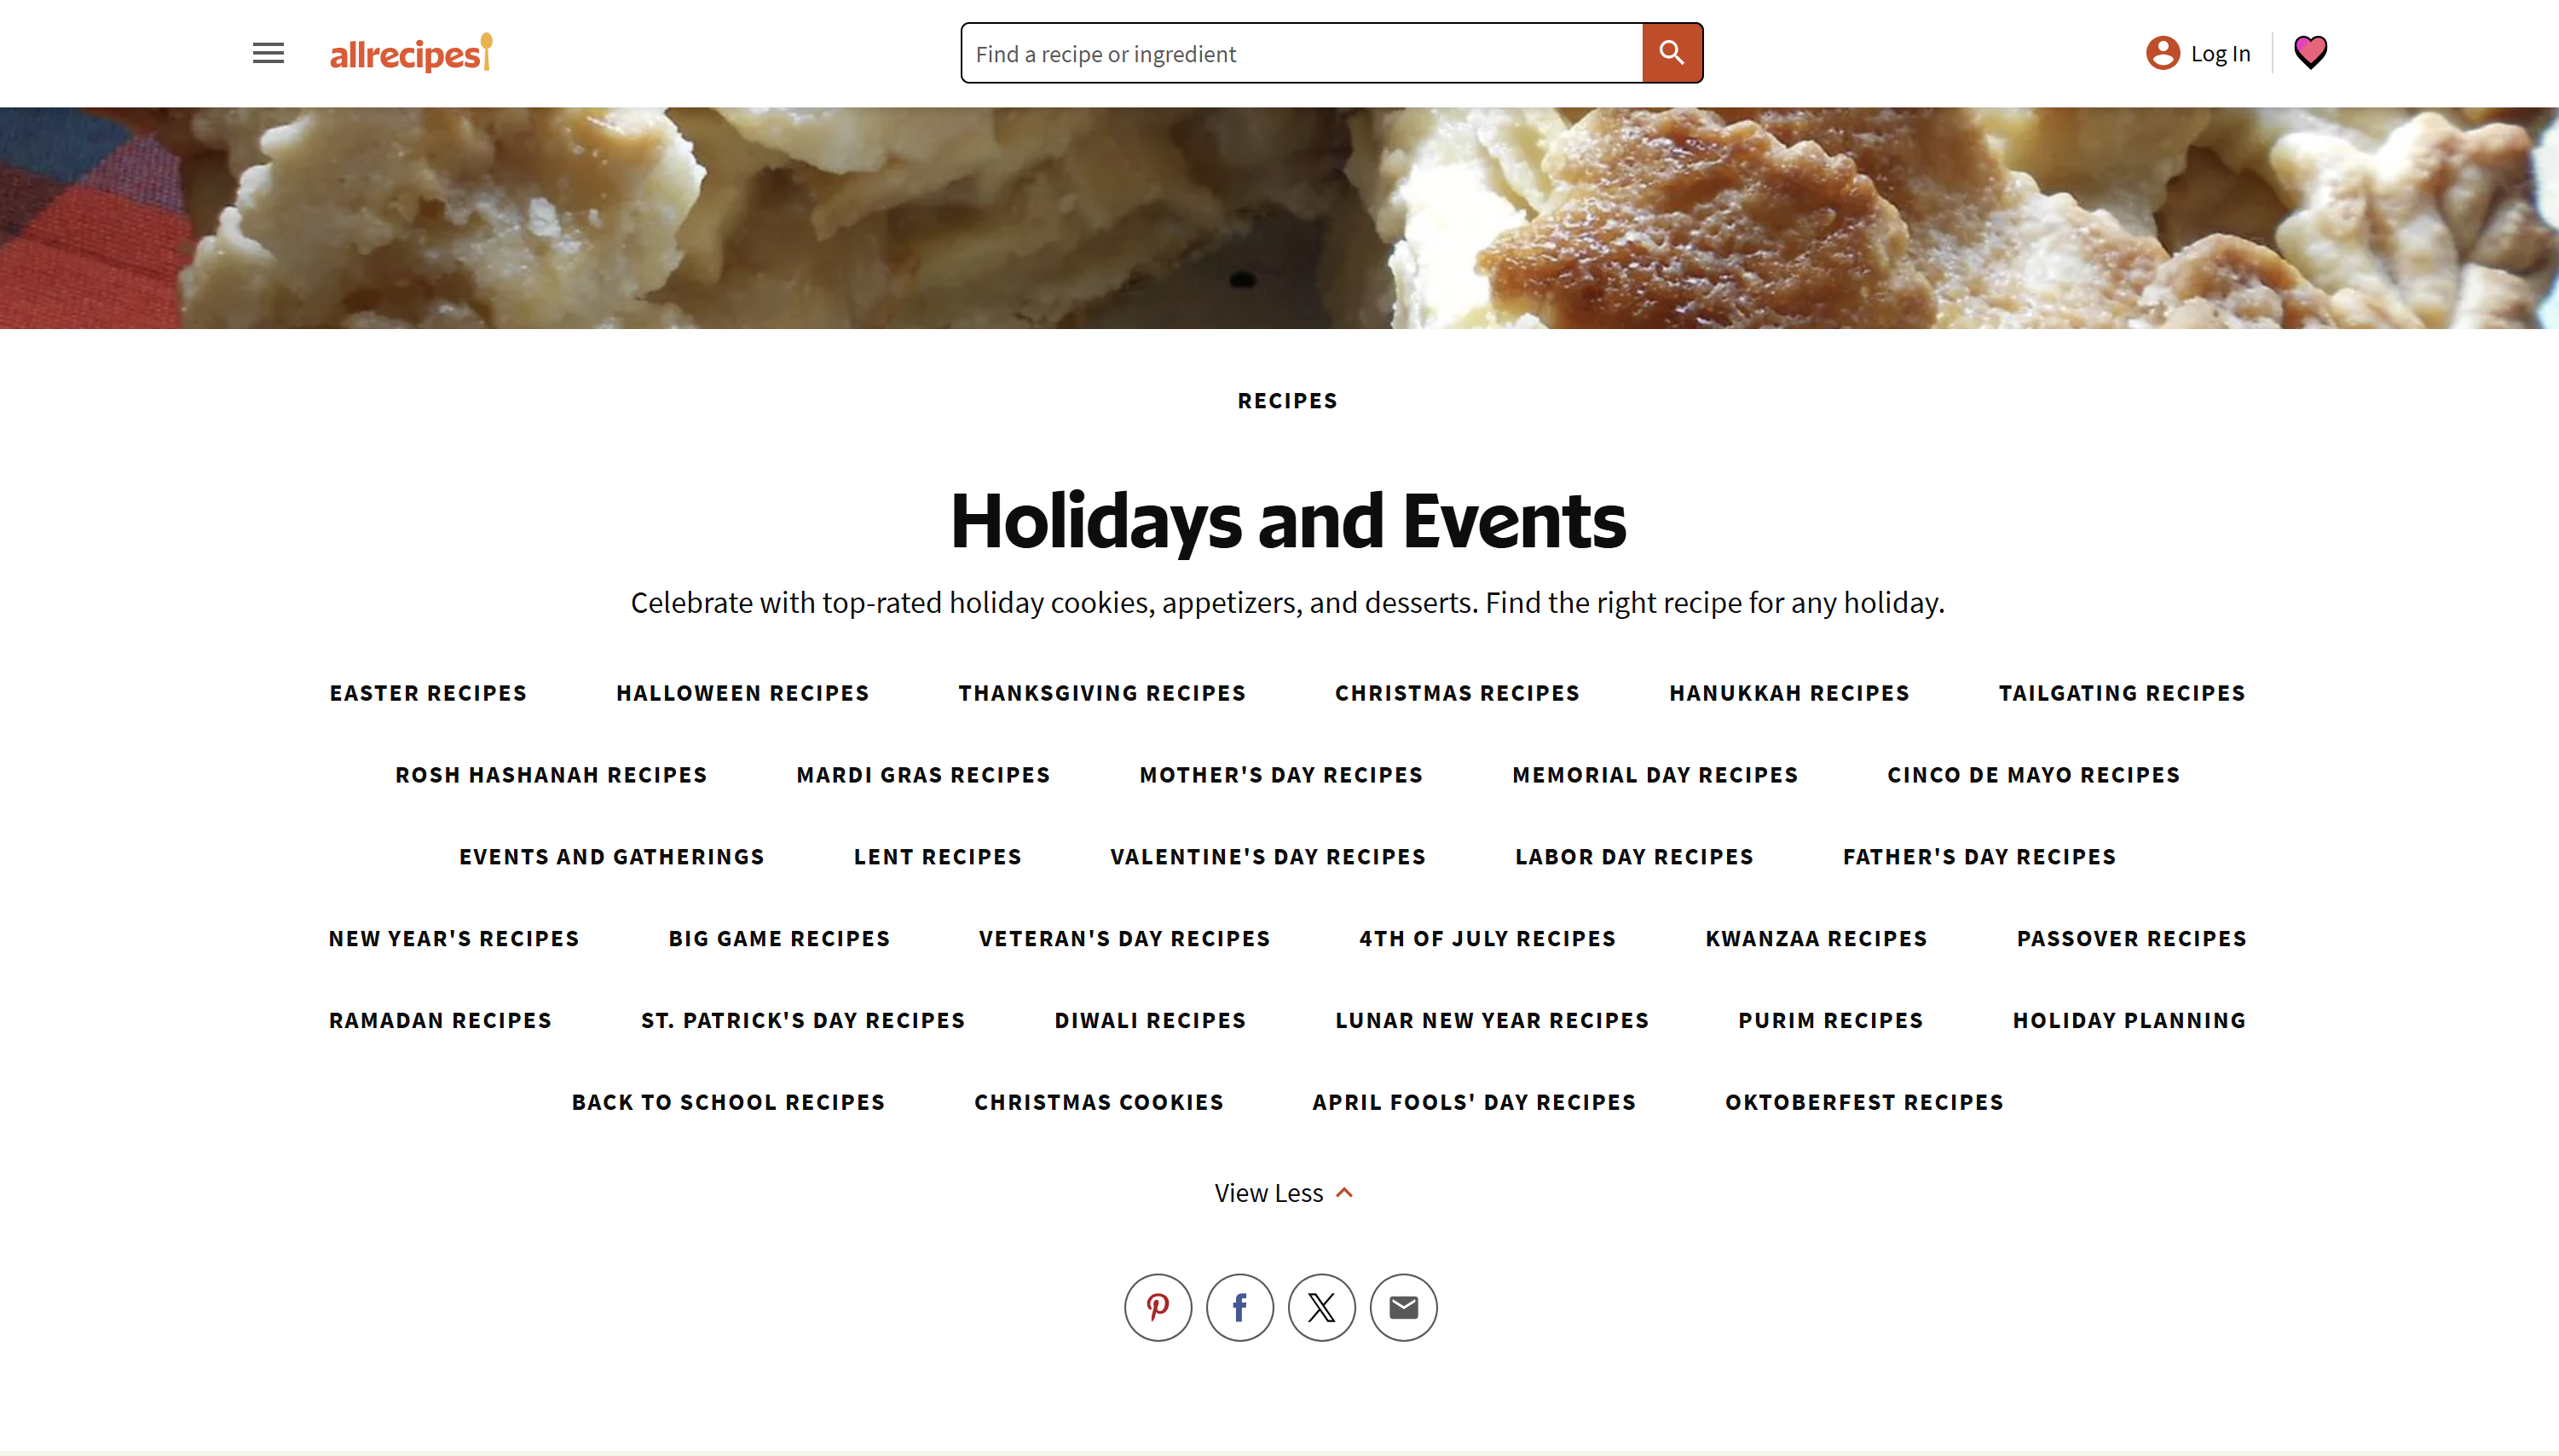 allrecipes
Find a recipe or ingredient
Log In
RECIPES
Holidays and Events
Celebrate with top-rated holiday cookies, appetizers, and desserts. Find the right recipe for any holiday.
EASTER RECIPES HALLOWEEN RECIPES THANKSGIVING RECIPES CHRISTMAS RECIPES HANUKKAH RECIPES TAILGATING RECIPES
ROSH HASHANAH RECIPES MARDI GRAS RECIPES MOTHER'S DAY RECIPES MEMORIAL DAY RECIPES CINCO DE MAYO RECIPES
EVENTS AND GATHERINGS LENT RECIPES VALENTINE'S DAY RECIPES LABOR DAY RECIPES FATHER'S DAY RECIPES
NEW YEAR'S RECIPES BIG GAME RECIPES VETERAN'S DAY RECIPES 4TH OF JULY RECIPES KWANZAA RECIPES PASSOVER RECIPES
RAMADAN RECIPES ST. PATRICK'S DAY RECIPES DIWALI RECIPES LUNAR NEW YEAR RECIPES PURIM RECIPES HOLIDAY PLANNING
BACK TO SCHOOL RECIPES CHRISTMAS COOKIES APRIL FOOLS' DAY RECIPES OKTOBERFEST RECIPES
View Less